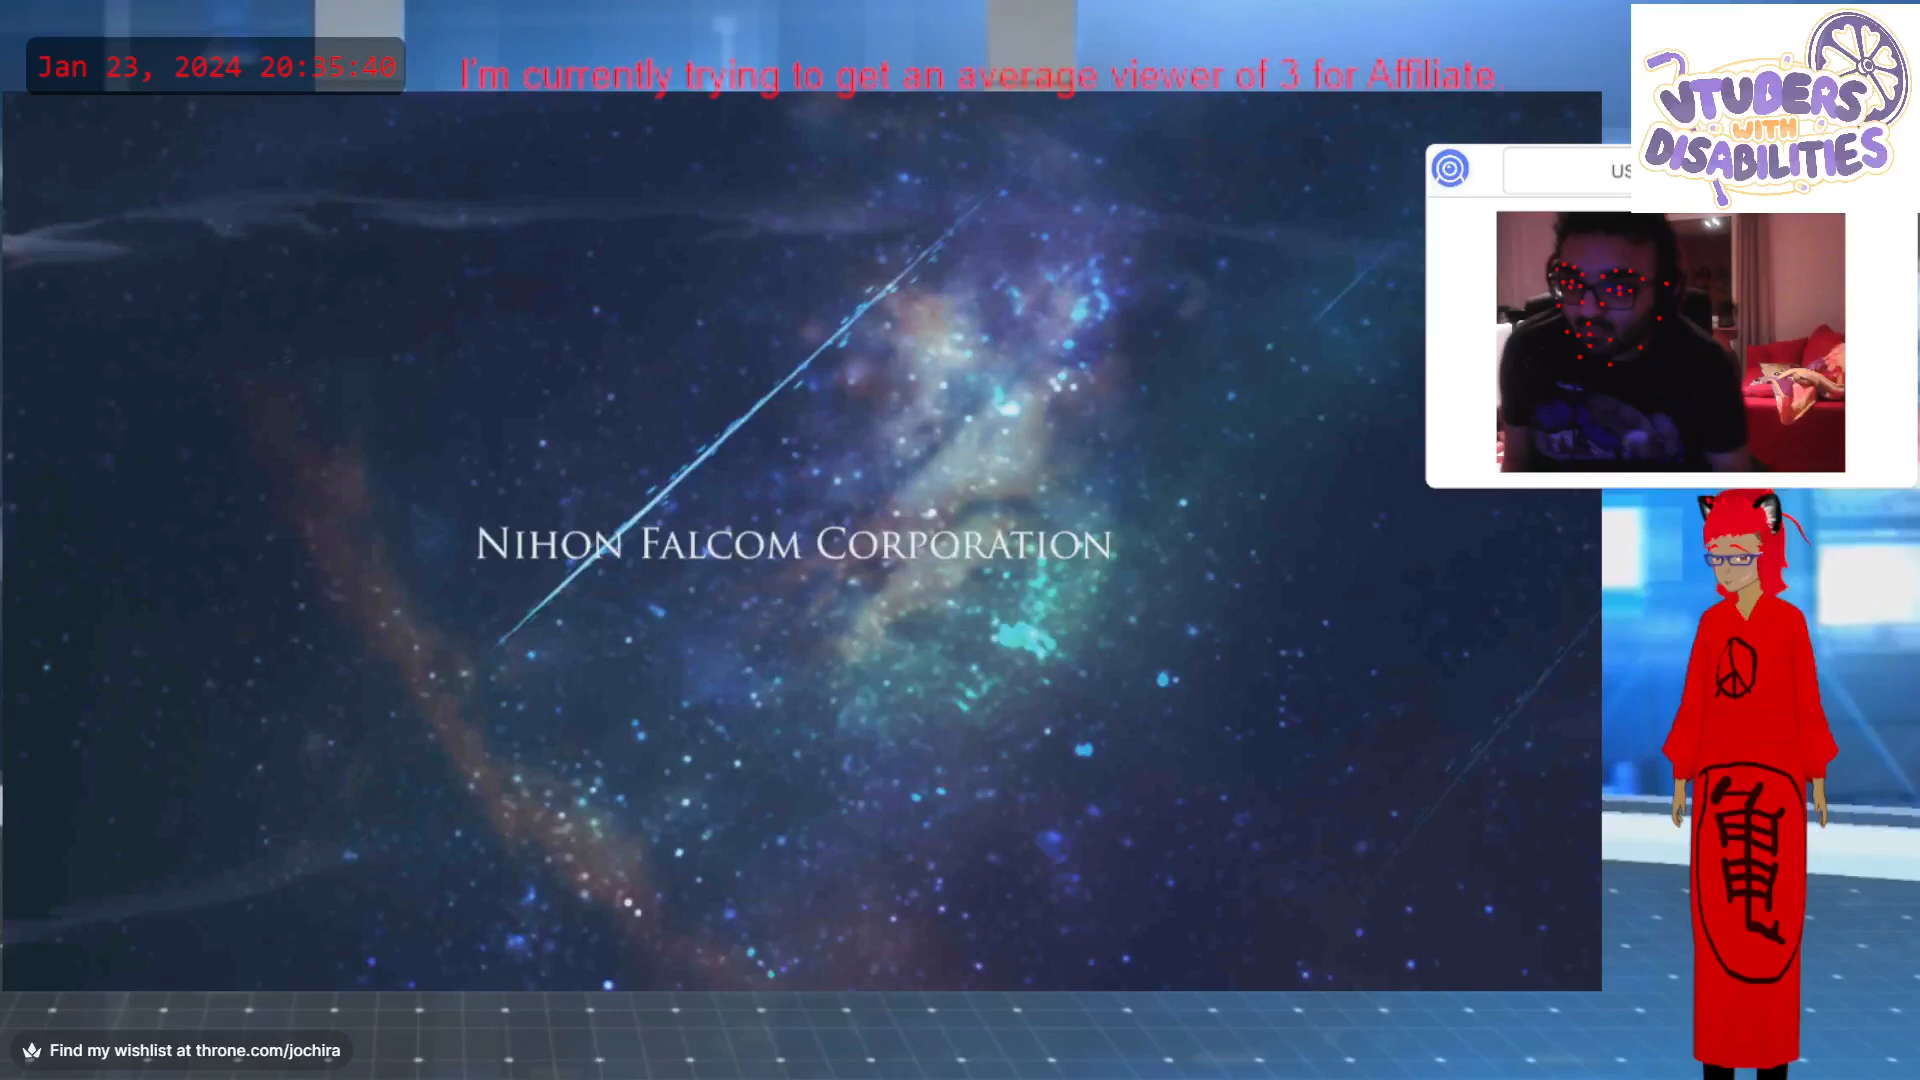 Jan 23, 2024 20:35:40
I'm currently trying to get an average viewer of 3 for Affiliate.
VTUBERS
WITH
DISABILITIES
US
NIHON FALCOM CORPORATION
亀
Find my wishlist at throne.com/jochira